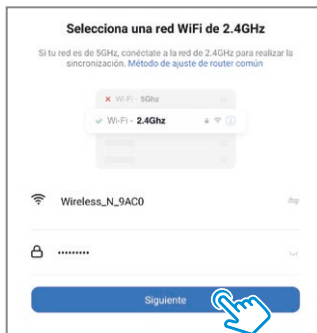 Selecciona una red WiFi de 2.4GHz
Si tu red es de 5GHz, conéctate a la red de 2.4GHz para realizar la
sincronización. Método de ajuste de router común
Wi-Fi - 5Ghz
Wi-Fi - 2.4Ghz
Wireless_N_9AC0
•••••••••
Siguiente